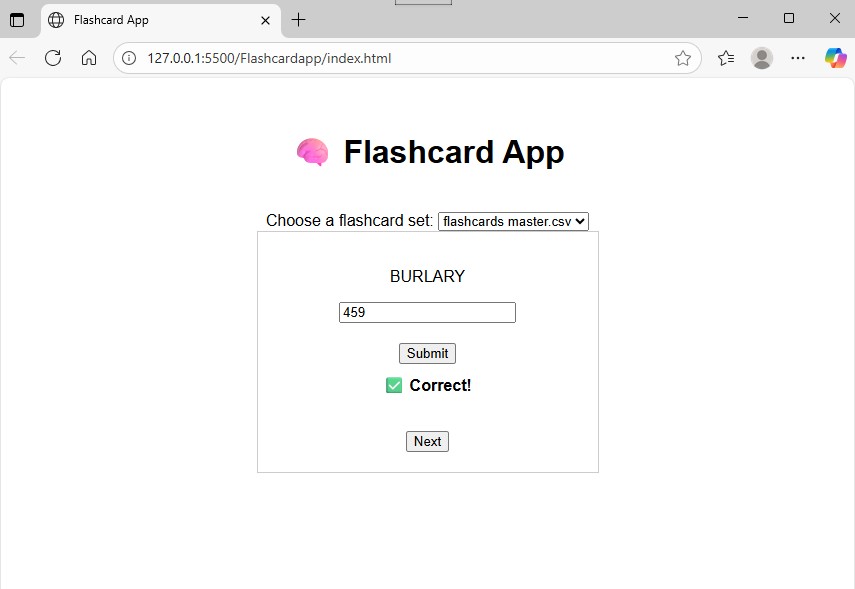 Flashcard App
127.0.0.1:5500/Flashcardapp/index.html
Flashcard App
Choose a flashcard set: flashcards master.csv
BURLARY
459
Submit
Correct!
Next